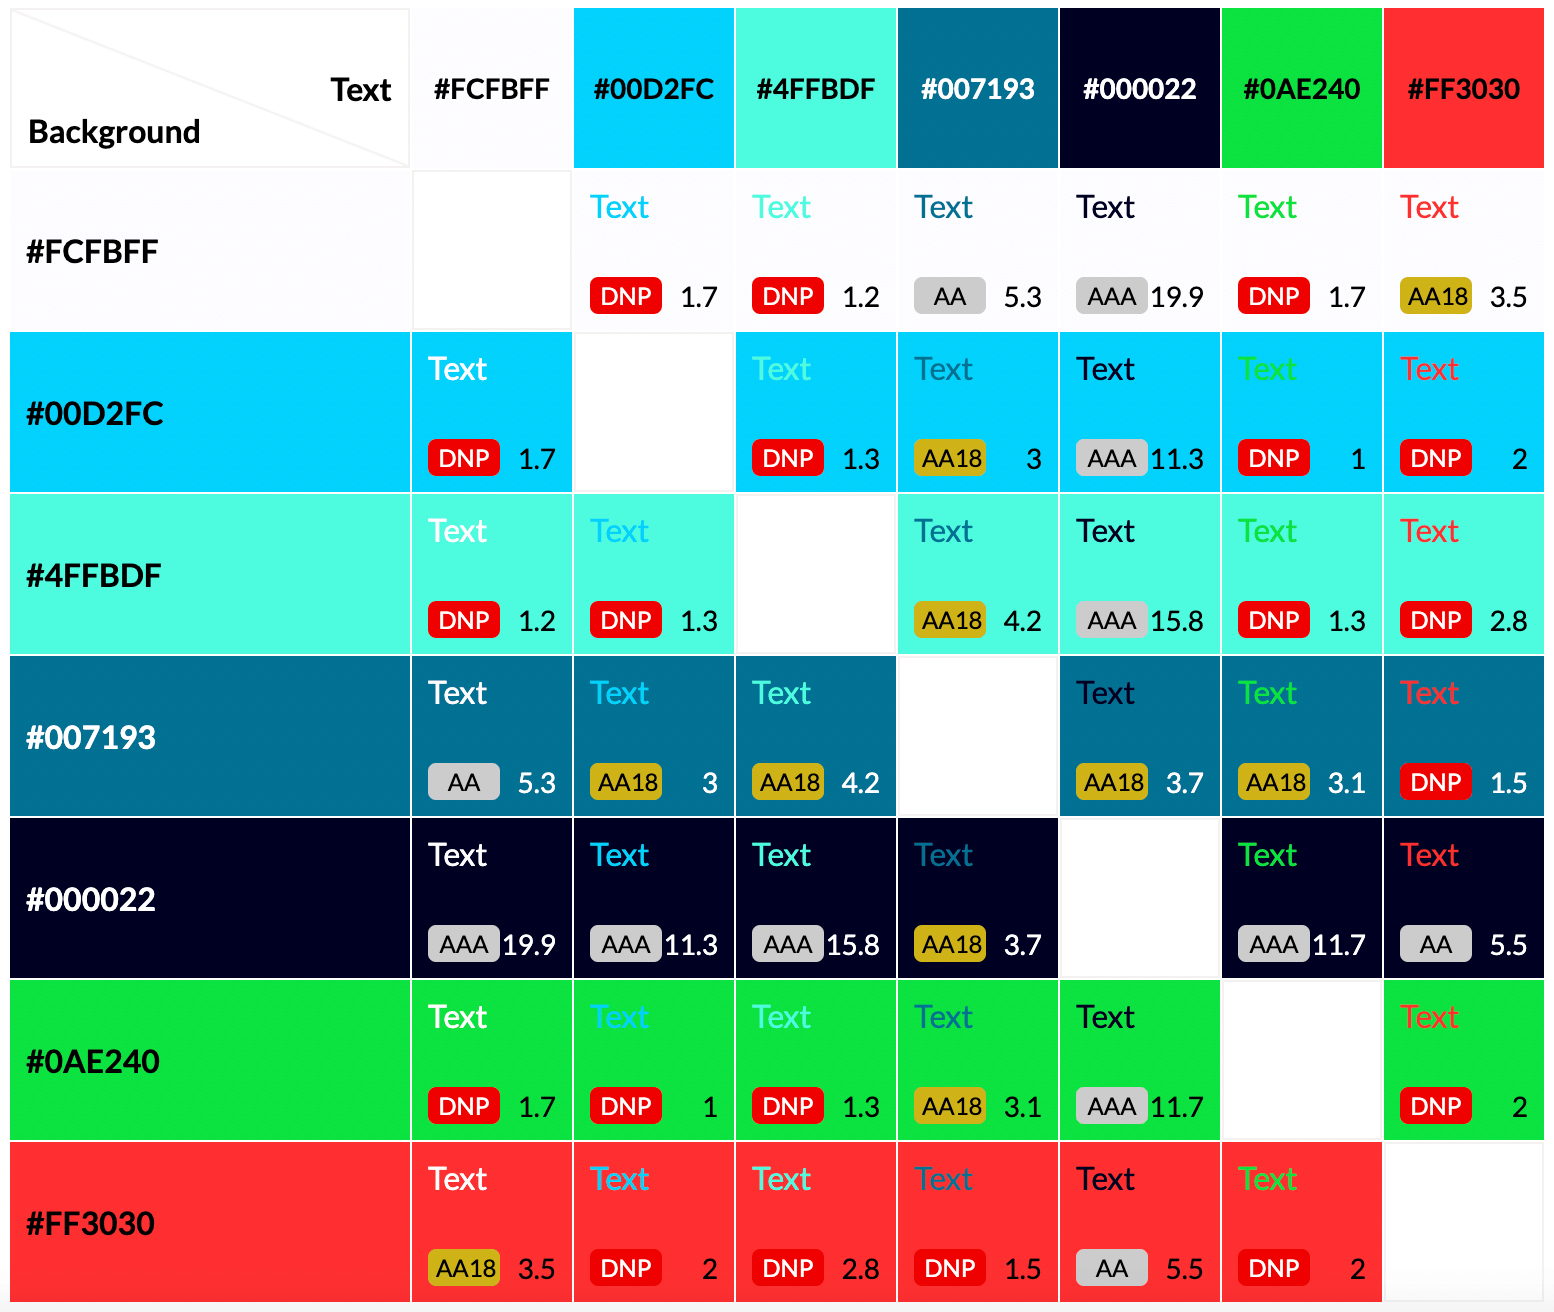 Text
Background
#FCFBFF #00D2FC #4FFBDF #007193 #000022 #0AE240 #FF3030
#FCFBFF
Text Text Text Text Text Text
DNP 1.7 DNP 1.2 AA 5.3 AAA 19.9 DNP 1.7 AA18 3.5
#00D2FC
Text Text Text Text Text Text
DNP 1.7 DNP 1.3 AA18 3 AAA 11.3 DNP 1 DNP 2
#4FFBDF
Text Text Text Text Text Text
DNP 1.2 DNP 1.3 AA18 4.2 AAA 15.8 DNP 1.3 DNP 2.8
#007193
Text Text Text Text Text Text
AA 5.3 AA18 3 AA18 4.2 AA18 3.7 AA18 3.1 DNP 1.5
#000022
Text Text Text Text Text Text
AAA 19.9 AAA 11.3 AAA 15.8 AA18 3.7 AAA 11.7 AA 5.5
#0AE240
Text Text Text Text Text Text
DNP 1.7 DNP 1 DNP 1.3 AA18 3.1 AAA 11.7 DNP 2
#FF3030
Text Text Text Text Text Text
AA18 3.5 DNP 2 DNP 2.8 DNP 1.5 AA 5.5 DNP 2